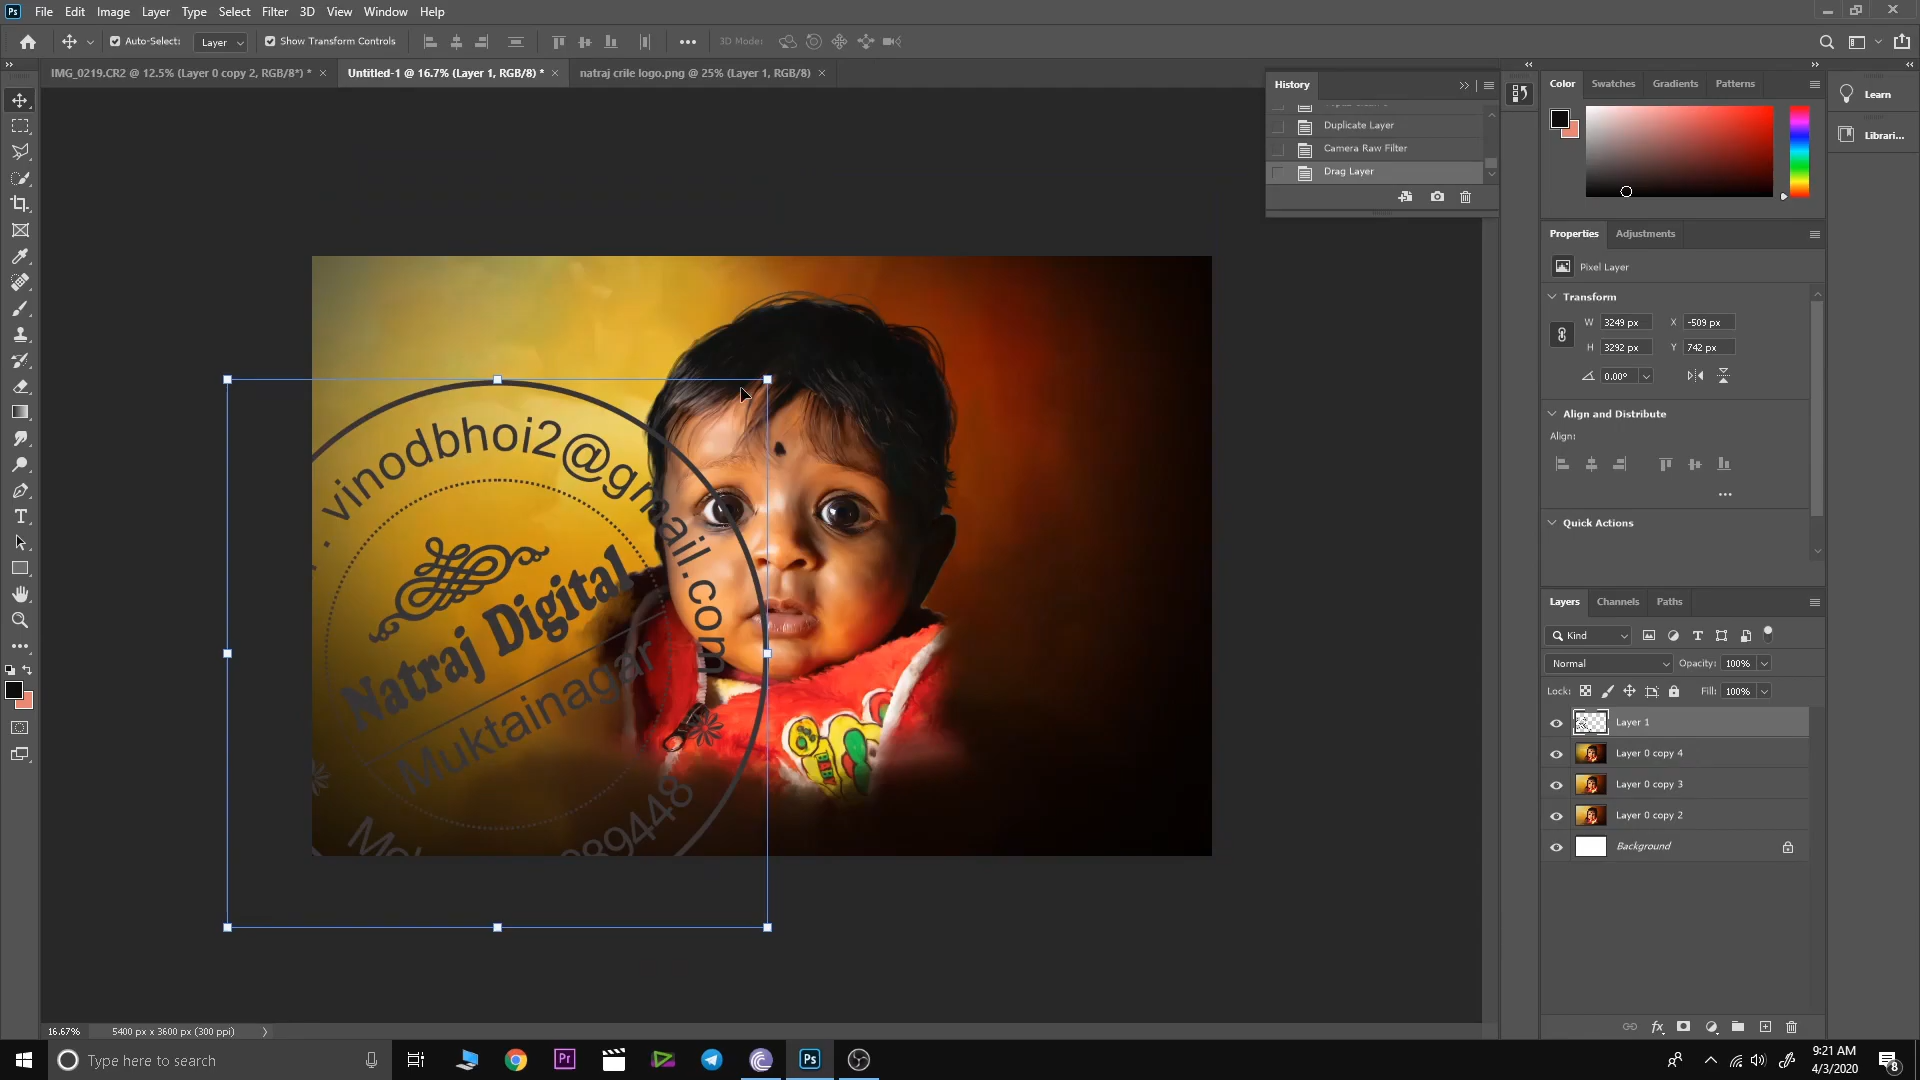 Ps File Edit Image Layer Type Select Filter 3D View Window Help
Auto-Select: Layer Show Transform Controls 3D Mode:
IMG_0219.CR2 @ 12.5% (Layer 0 copy 2, RGB/8*) *
Untitled-1 @ 16.7% (Layer 1, RGB/8) *
natraj crile logo.png @ 25% (Layer 1, RGB/8)
History
Duplicate Layer
Camera Raw Filter
Drag Layer
Color Swatches Gradients Patterns
Learn
Librari...
Properties Adjustments
Pixel Layer
Transform
W 3249 px X -509 px
H 3292 px Y 742 px
0.00°
Align and Distribute
Align:
Quick Actions
Layers Channels Paths
Kind
Normal Opacity: 100%
Lock: Fill: 100%
Layer 1
Layer 0 copy 4
Layer 0 copy 3
Layer 0 copy 2
Background
vinodbhoi2@gmail.com
Natraj Digital
Muktainagar
89448
16.67% 5400 px x 3600 px (300 ppi)
Type here to search
Pr
Ps
9:21 AM
4/3/2020
8